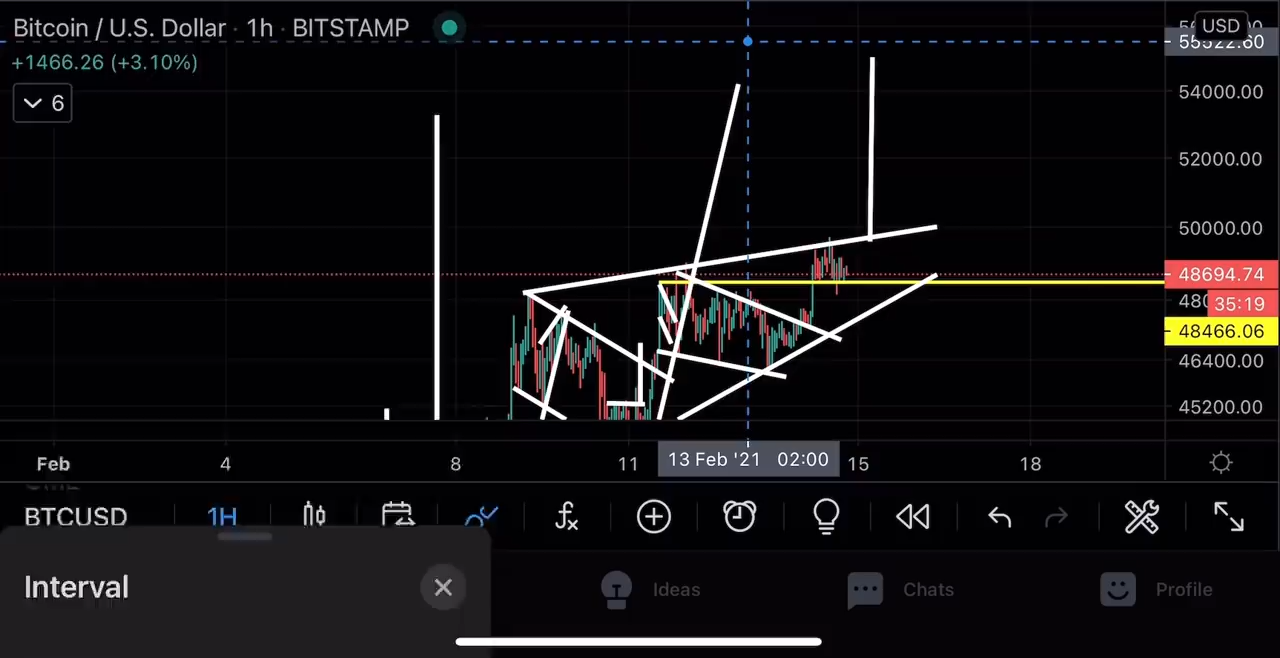 Bitcoin / U.S. Dollar · 1h · BITSTAMP
USD
55522.60
+1466.26 (+3.10%)
6
54000.00
52000.00
50000.00
48694.74
35:19
48466.06
46400.00
45200.00
Feb 4 8 11 13 Feb '21 02:00 15 18
BTCUSD 1H fx
Interval
Ideas Chats Profile